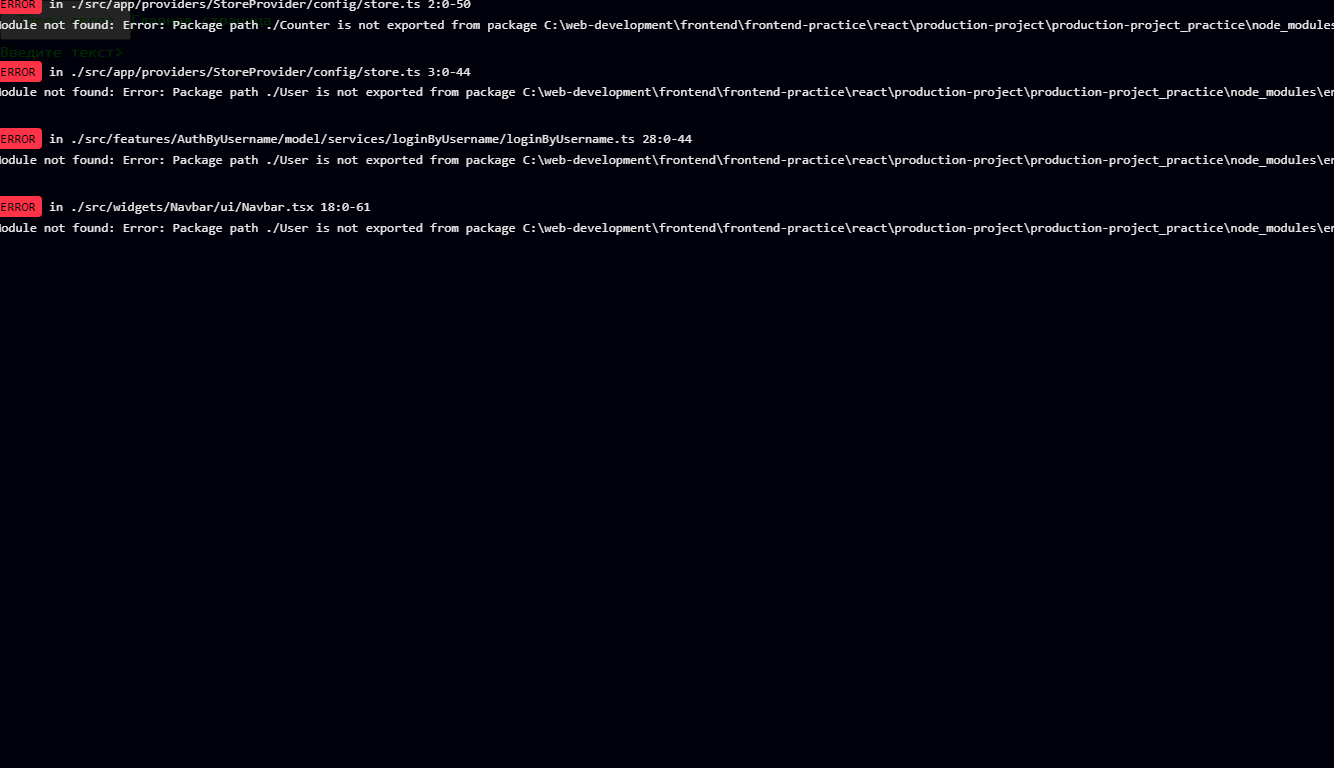 ERROR in ./src/app/providers/StoreProvider/config/store.ts 2:0-50
odule not found: Error: Package path ./Counter is not exported from package C:\web-development\frontend\frontend-practice\react\production-project\production-project_practice\node_modules
Введите текст>
ERROR in ./src/app/providers/StoreProvider/config/store.ts 3:0-44
odule not found: Error: Package path ./User is not exported from package C:\web-development\frontend\frontend-practice\react\production-project\production-project_practice\node_modules\en
ERROR in ./src/features/AuthByUsername/model/services/loginByUsername/loginByUsername.ts 28:0-44
odule not found: Error: Package path ./User is not exported from package C:\web-development\frontend\frontend-practice\react\production-project\production-project_practice\node_modules\en
ERROR in ./src/widgets/Navbar/ui/Navbar.tsx 18:0-61
odule not found: Error: Package path ./User is not exported from package C:\web-development\frontend\frontend-practice\react\production-project\production-project_practice\node_modules\en